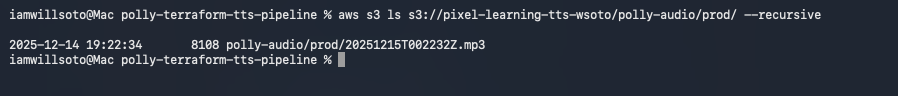 iamwillsoto@Mac polly-terraform-tts-pipeline % aws s3 ls s3://pixel-learning-tts-wsoto/polly-audio/prod/ --recursive
2025-12-14 19:22:34       8108 polly-audio/prod/20251215T002232Z.mp3
iamwillsoto@Mac polly-terraform-tts-pipeline %